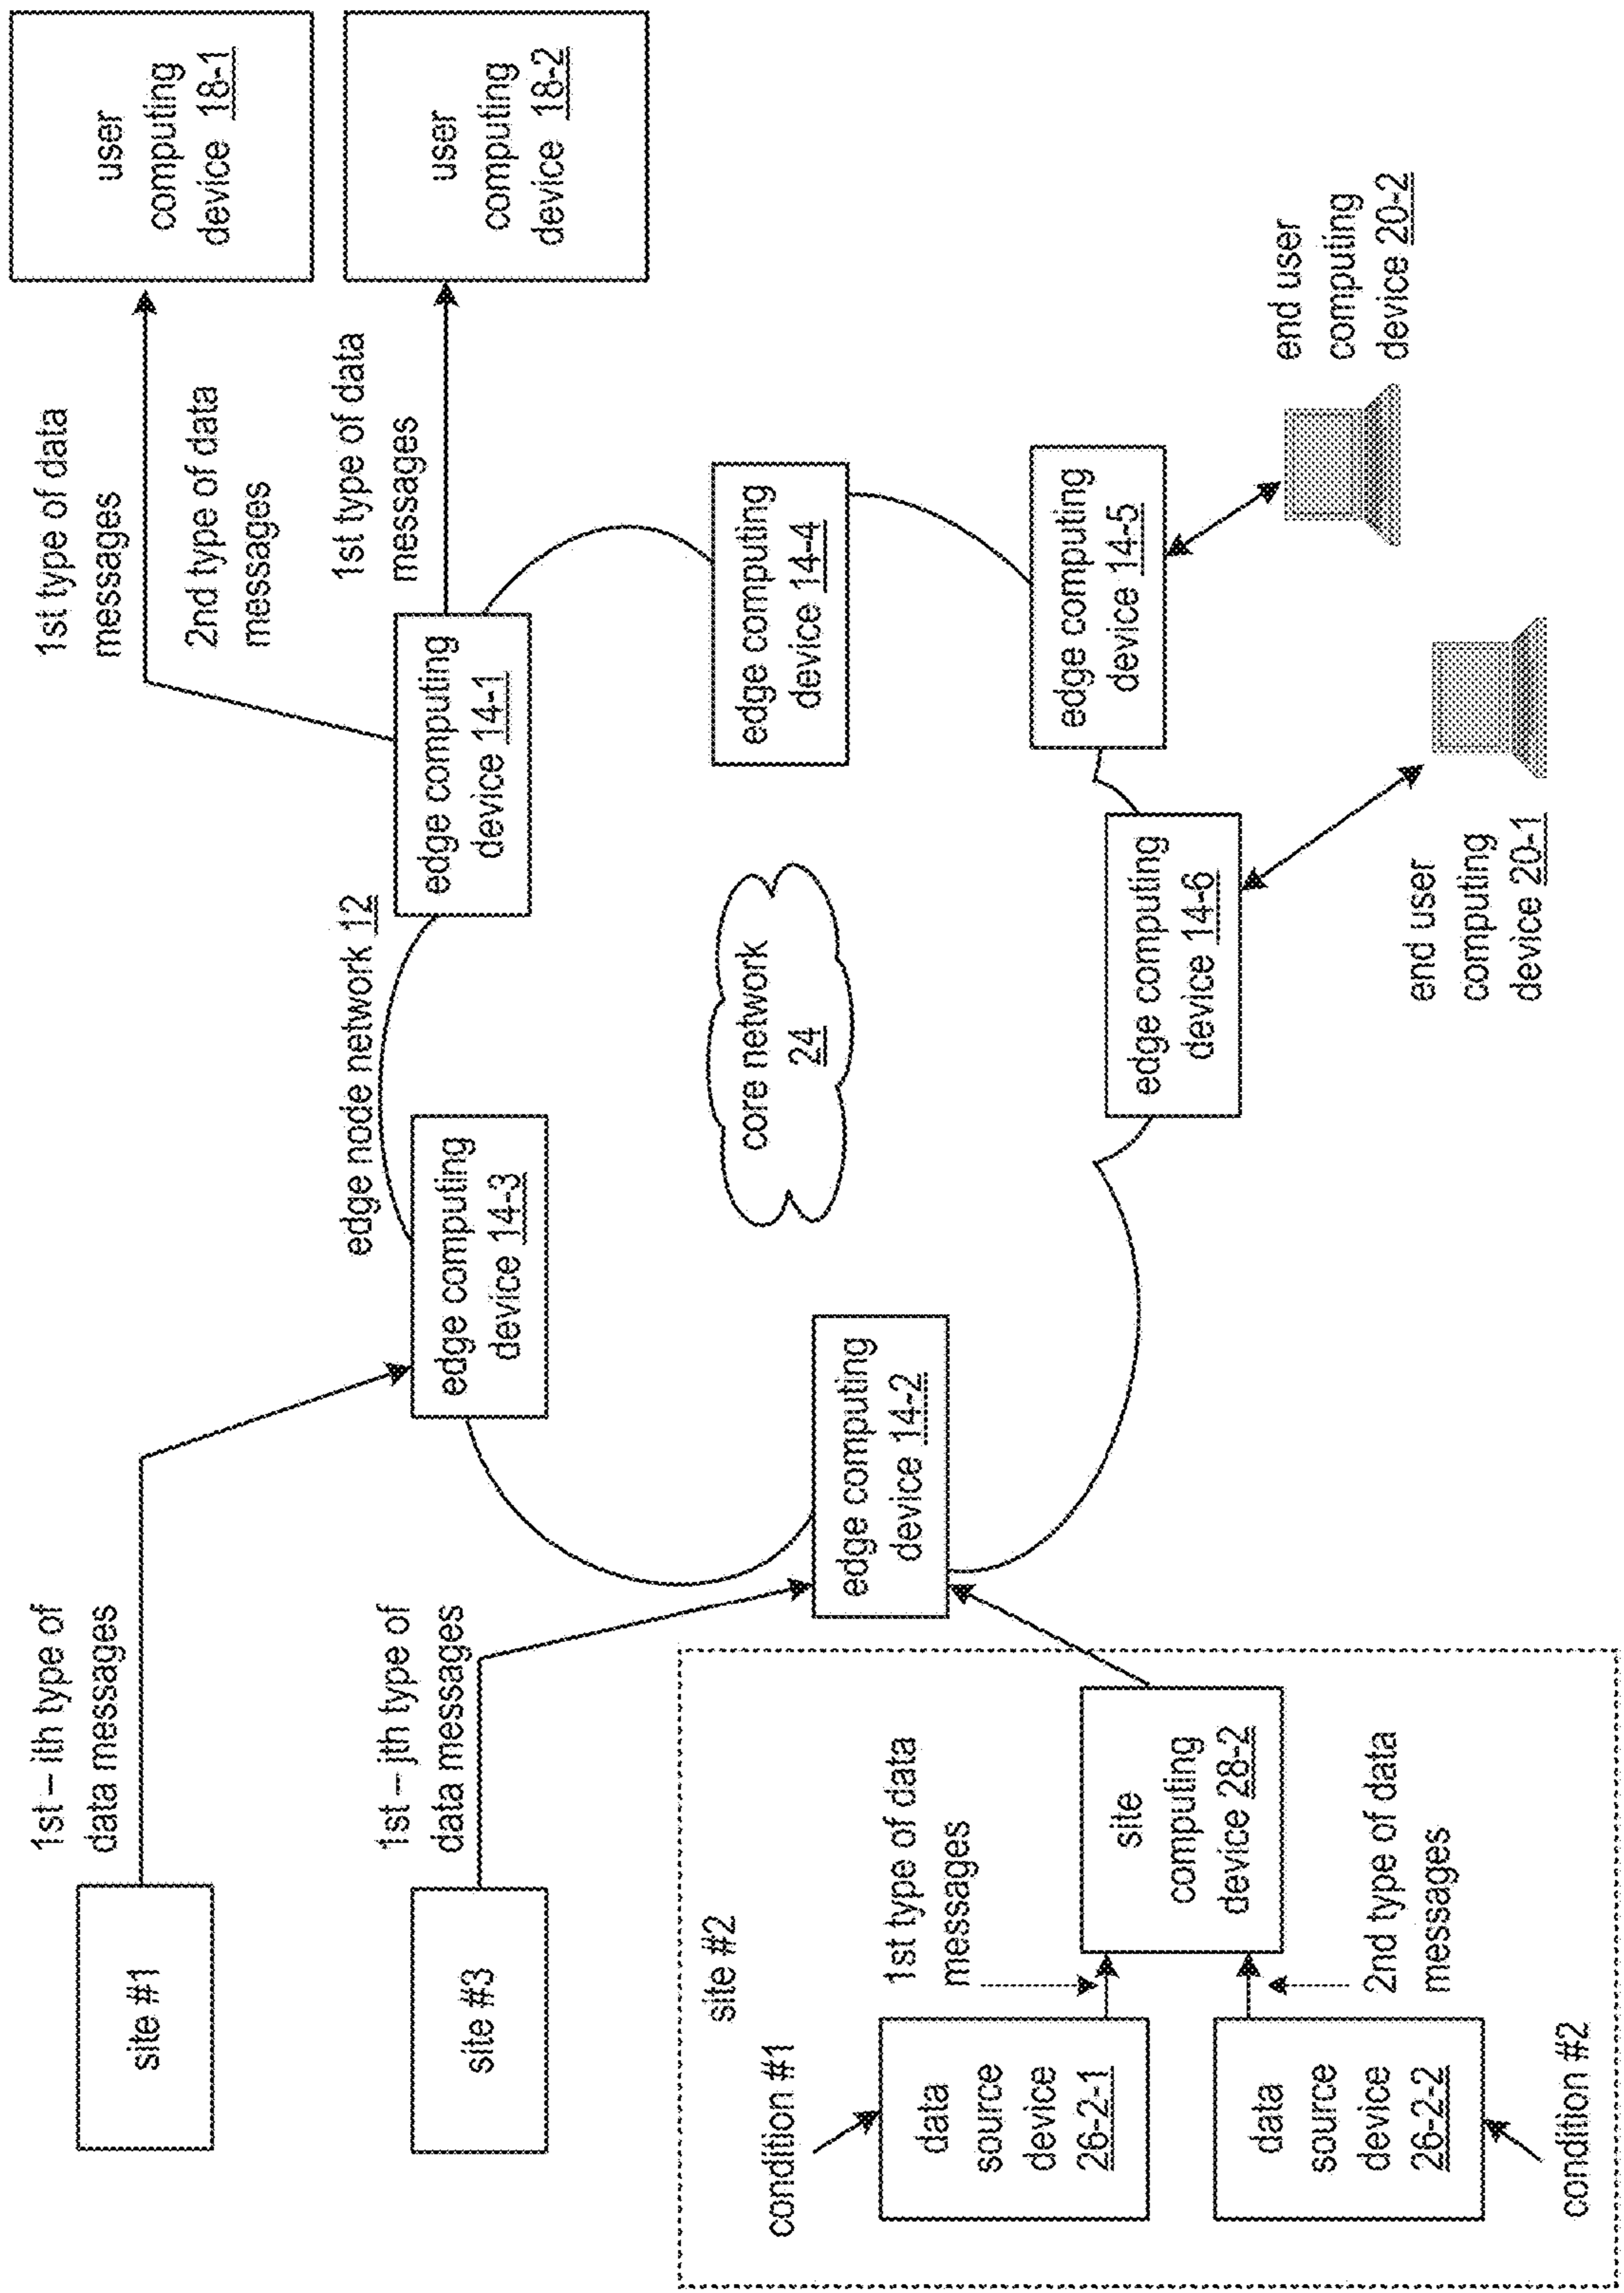 site #1
1st – ith type of
data messages
1st type of data
messages
2nd type of data
messages
user
computing
device 18-1
site #3
1st – jth type of
data messages
edge node network 12
edge computing
device 14-3
edge computing
device 14-1
1st type of data
messages
user
computing
device 18-2
site #2
condition #1
data
source
device
26-2-1
1st type of data
messages
site
computing
device 28-2
2nd type of data
messages
data
source
device
26-2-2
condition #2
edge computing
device 14-2
core network
24
edge computing
device 14-4
edge computing
device 14-6
edge computing
device 14-5
end user
computing
device 20-1
end user
computing
device 20-2